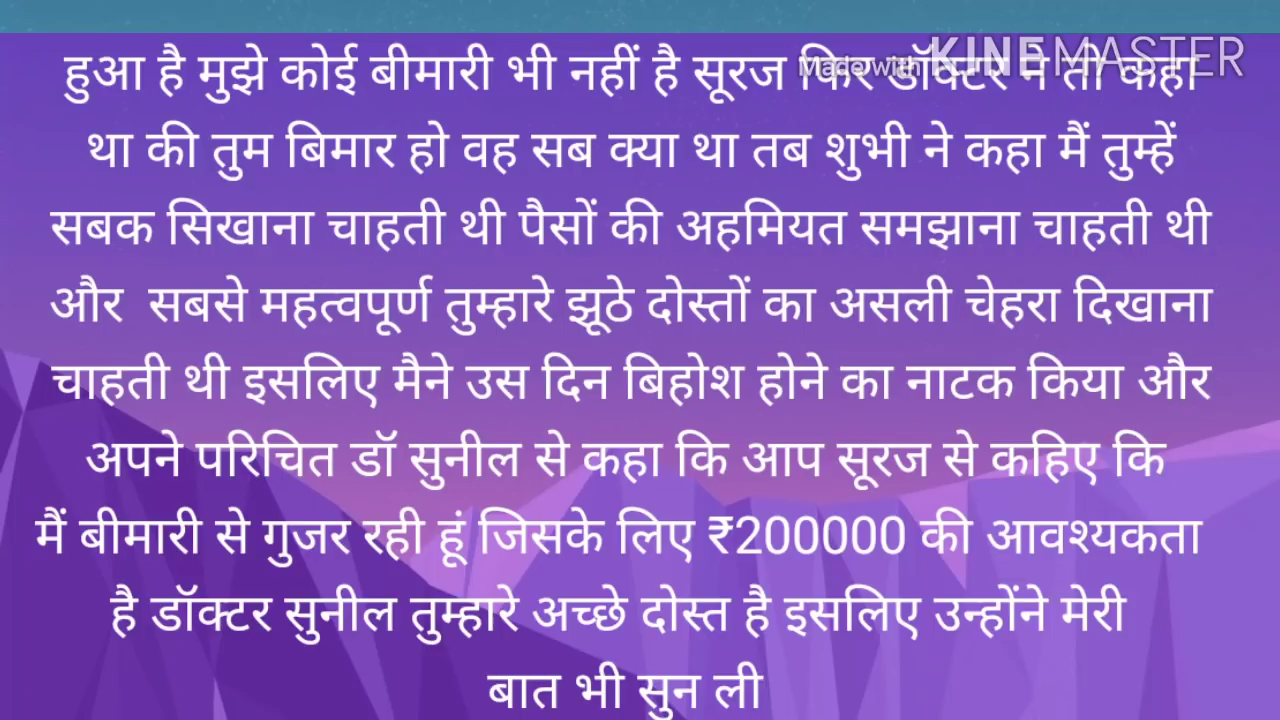 हुआ है मुझे कोई बीमारी भी नहीं है सूरज फिर डॉक्टर ने तो कहा
Made with KINEMASTER
था की तुम बिमार हो वह सब क्या था तब शुभी ने कहा मैं तुम्हें
सबक सिखाना चाहती थी पैसों की अहमियत समझाना चाहती थी
और सबसे महत्वपूर्ण तुम्हारे झूठे दोस्तों का असली चेहरा दिखाना
चाहती थी इसलिए मैने उस दिन बिहोश होने का नाटक किया और
अपने परिचित डॉ सुनील से कहा कि आप सूरज से कहिए कि
मैं बीमारी से गुजर रही हूं जिसके लिए ₹200000 की आवश्यकता
है डॉक्टर सुनील तुम्हारे अच्छे दोस्त है इसलिए उन्होंने मेरी
बात भी सुन ली